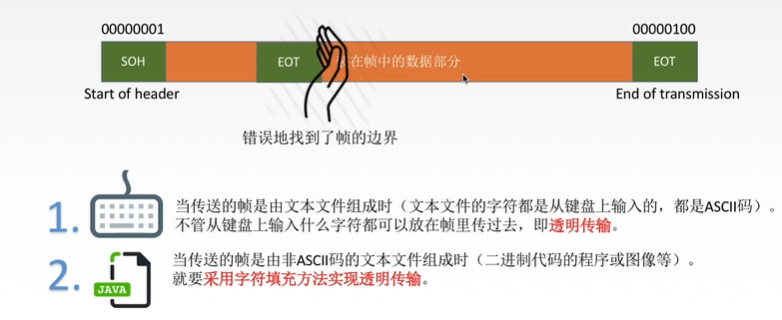 00000001
00000100
SOH
EOT
在帧中的数据部分
EOT
Start of header
End of transmission
错误地找到了帧的边界
1.
当传送的帧是由文本文件组成时（文本文件的字符都是从键盘上输入的，都是ASCII码）。
不管从键盘上输入什么字符都可以放在帧里传过去，即透明传输。
2.
JAVA
当传送的帧是由非ASCII码的文本文件组成时（二进制代码的程序或图像等）。
就要采用字符填充方法实现透明传输。